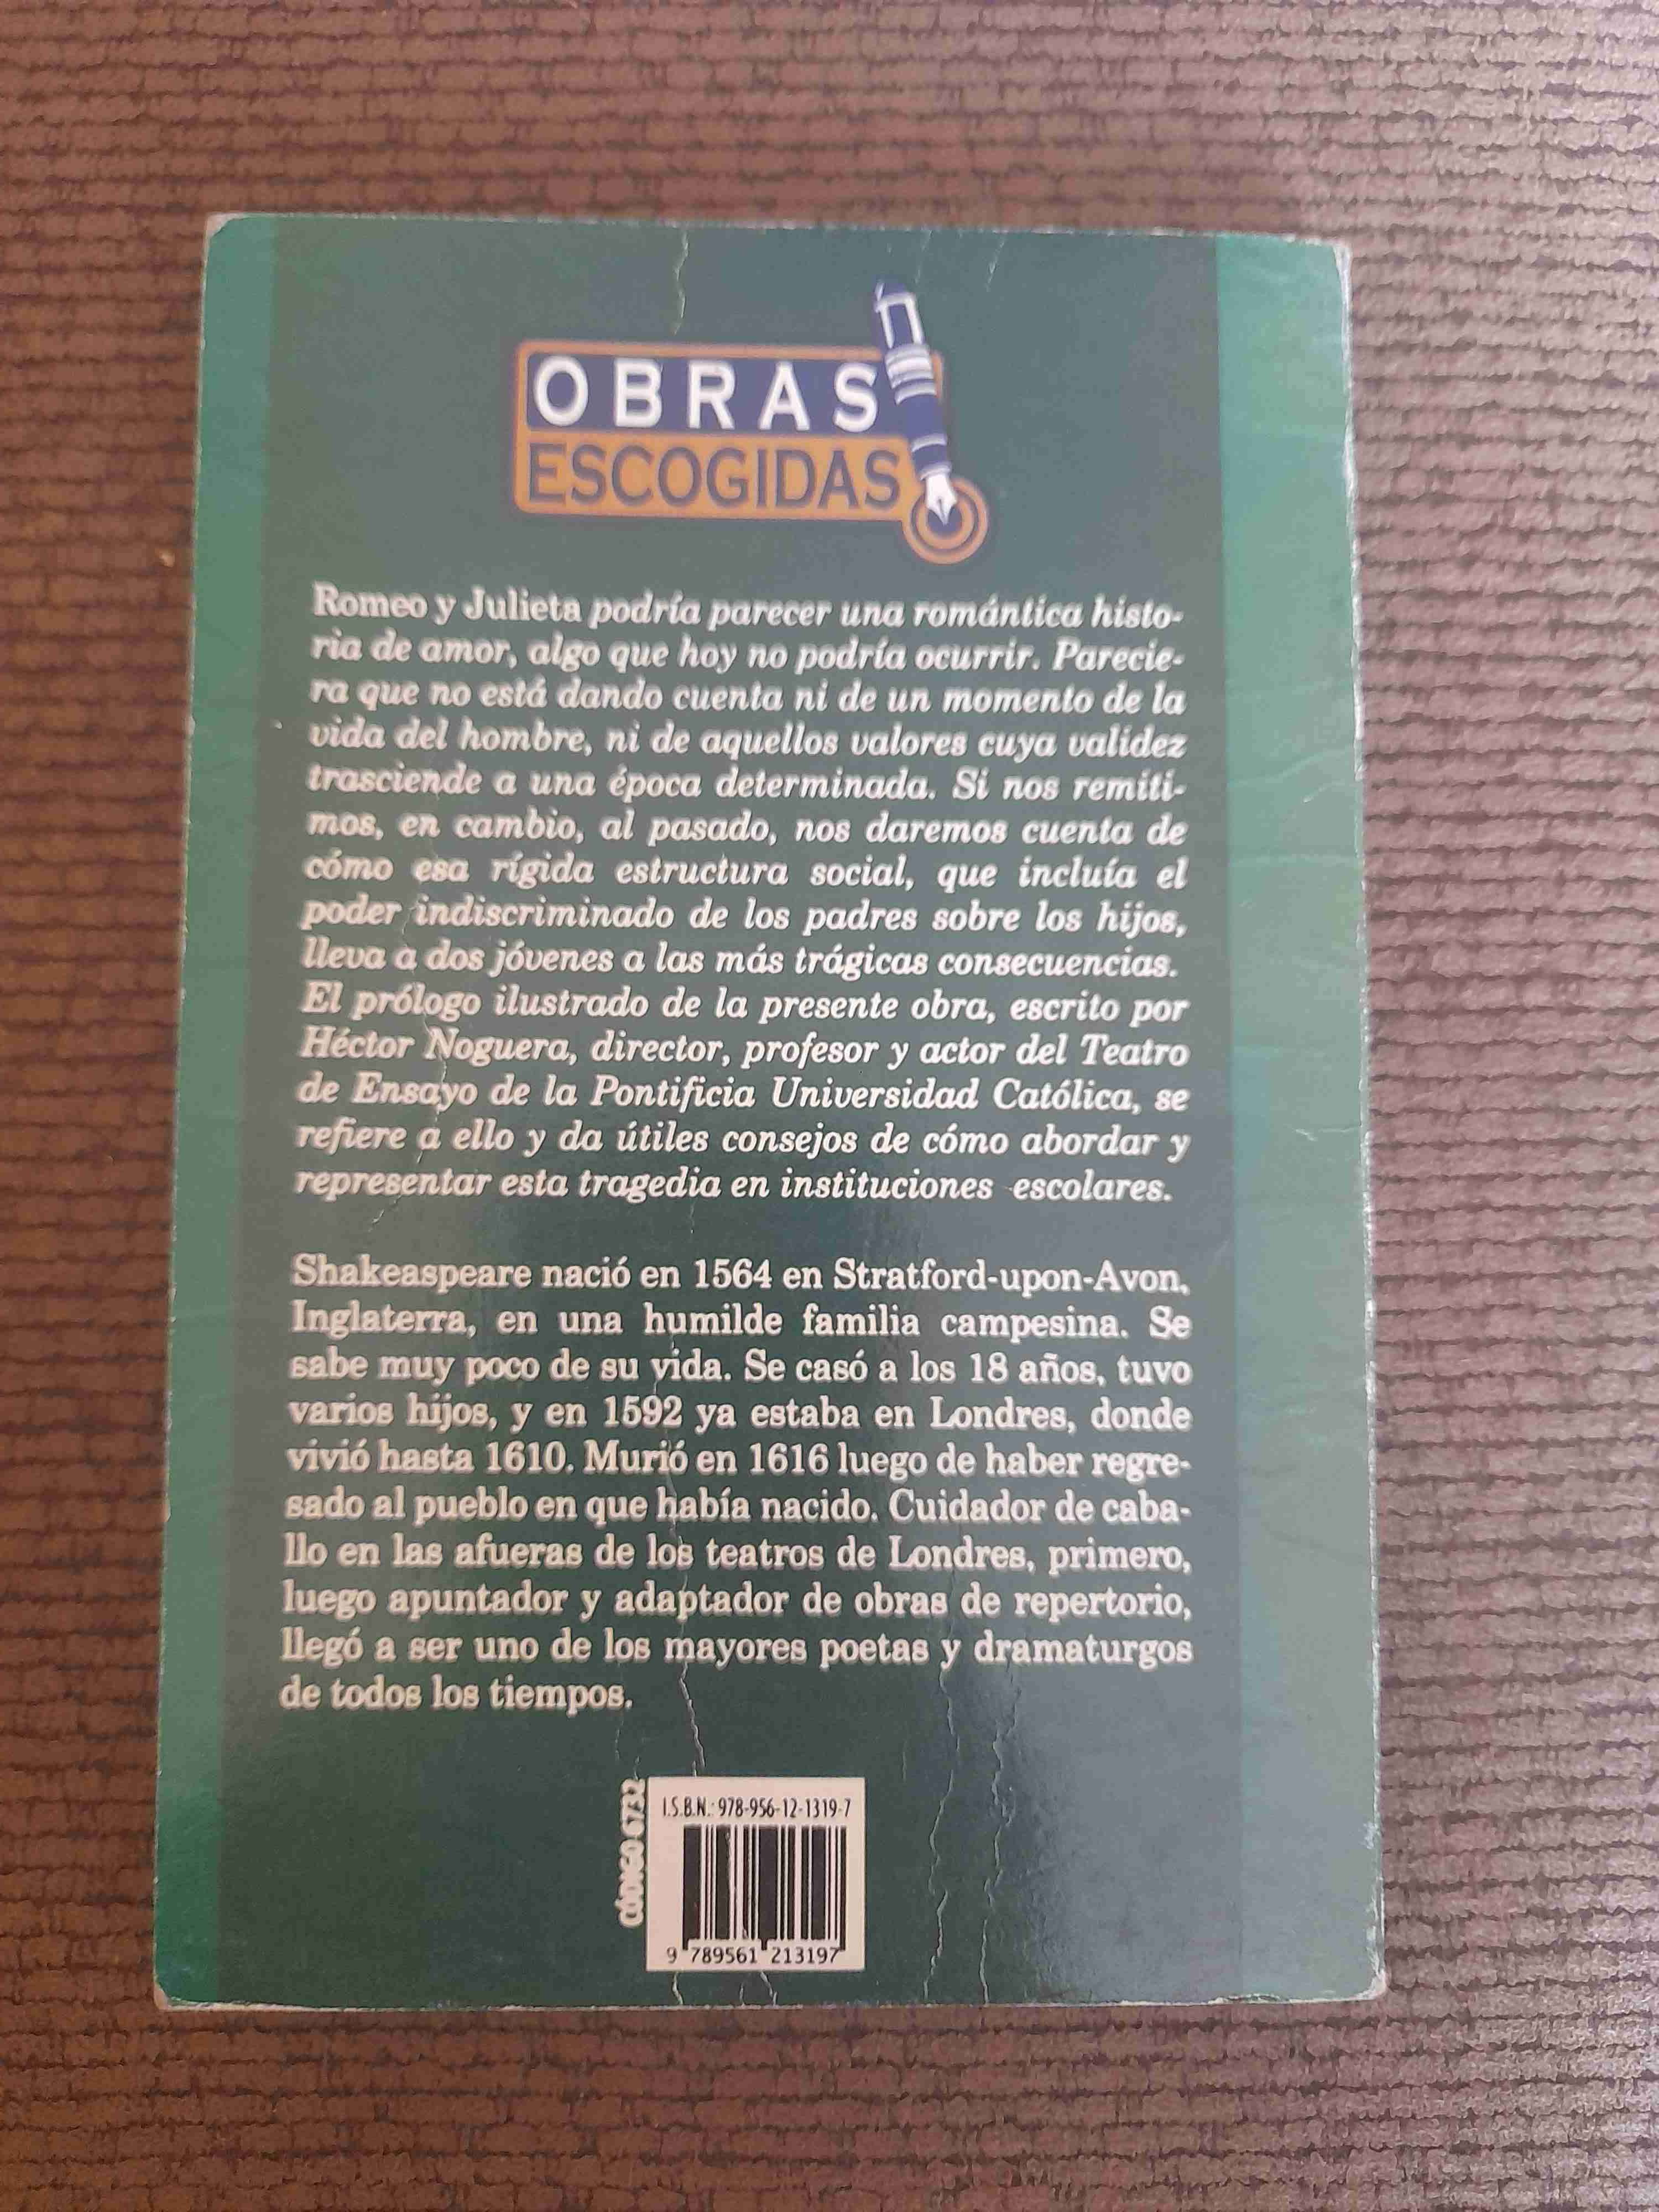 OBRAS
ESCOGIDAS
Romeo y Julieta podría parecer una romántica histo-
ria de amor, algo que hoy no podría ocurrir. Parecie-
ra que no está dando cuenta ni de un momento de la
vida del hombre, ni de aquellos valores cuya validez
trasciende a una época determinada. Si nos remiti-
mos, en cambio, al pasado, nos daremos cuenta de
cómo esa rígida estructura social, que incluía el
poder indiscriminado de los padres sobre los hijos,
lleva a dos jóvenes a las más trágicas consecuencias.
El prólogo ilustrado de la presente obra, escrito por
Héctor Noguera, director, profesor y actor del Teatro
de Ensayo de la Pontificia Universidad Católica, se
refiere a ello y da útiles consejos de cómo abordar y
representar esta tragedia en instituciones escolares.
Shakeaspeare nació en 1564 en Stratford-upon-Avon,
Inglaterra, en una humilde familia campesina. Se
sabe muy poco de su vida. Se casó a los 18 años, tuvo
varios hijos, y en 1592 ya estaba en Londres, donde
vivió hasta 1610. Murió en 1616 luego de haber regre-
sado al pueblo en que había nacido. Cuidador de caba-
llo en las afueras de los teatros de Londres, primero,
luego apuntador y adaptador de obras de repertorio,
llegó a ser uno de los mayores poetas y dramaturgos
de todos los tiempos.
CÓDIGO 6732
I.S.B.N.: 978-956-12-1319-7
9 789561 213197